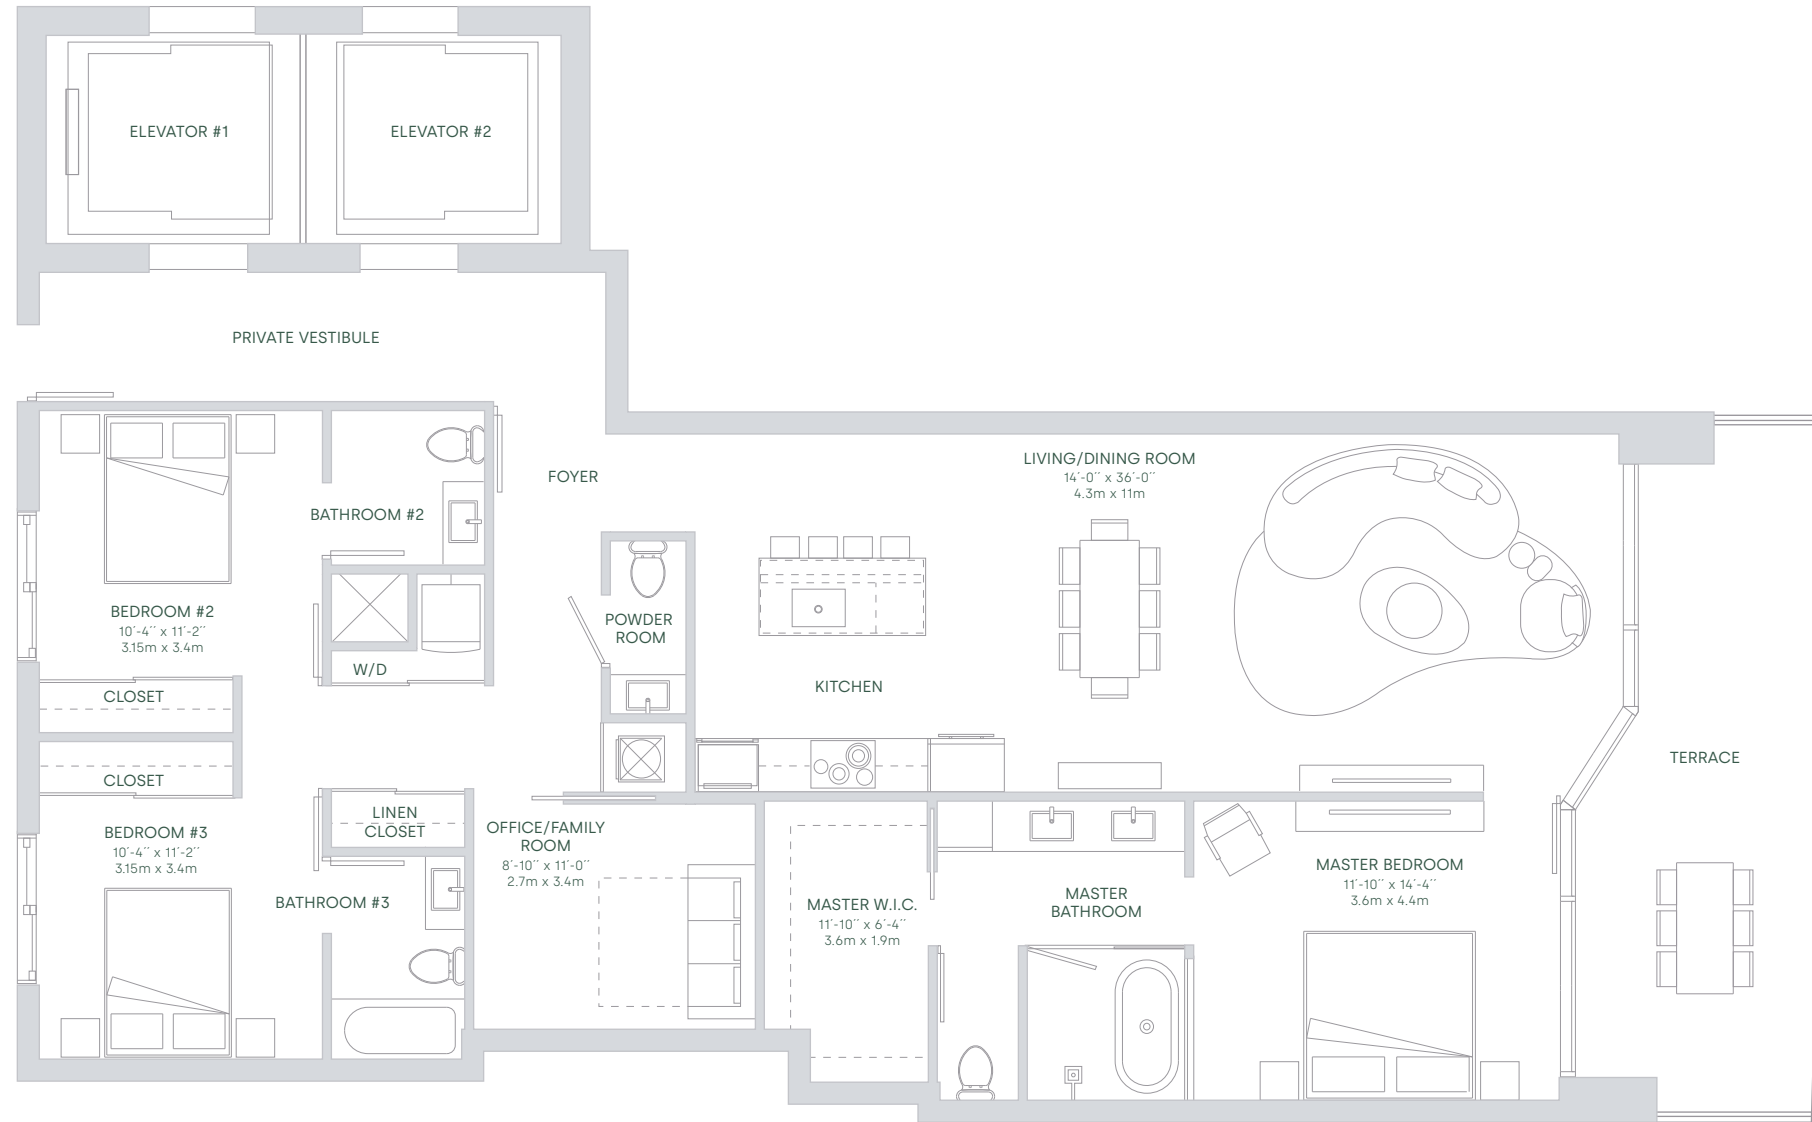 ELEVATOR #1
ELEVATOR #2
PRIVATE VESTIBULE
FOYER
LIVING/DINING ROOM
14´-0´´ x 36´-0´´
4.3m x 11m
BATHROOM #2
BEDROOM #2
10´-4´´ x 11´-2´´
3.15m x 3.4m
POWDER
ROOM
W/D
KITCHEN
CLOSET
CLOSET
TERRACE
LINEN
CLOSET
BEDROOM #3
10´-4´´ x 11´-2´´
3.15m x 3.4m
OFFICE/FAMILY
ROOM
8´-10´´ x 11´-0´´
2.7m x 3.4m
BATHROOM #3
MASTER W.I.C.
11´-10´´ x 6´-4´´
3.6m x 1.9m
MASTER
BATHROOM
MASTER BEDROOM
11´-10´´ x 14´-4´´
3.6m x 4.4m